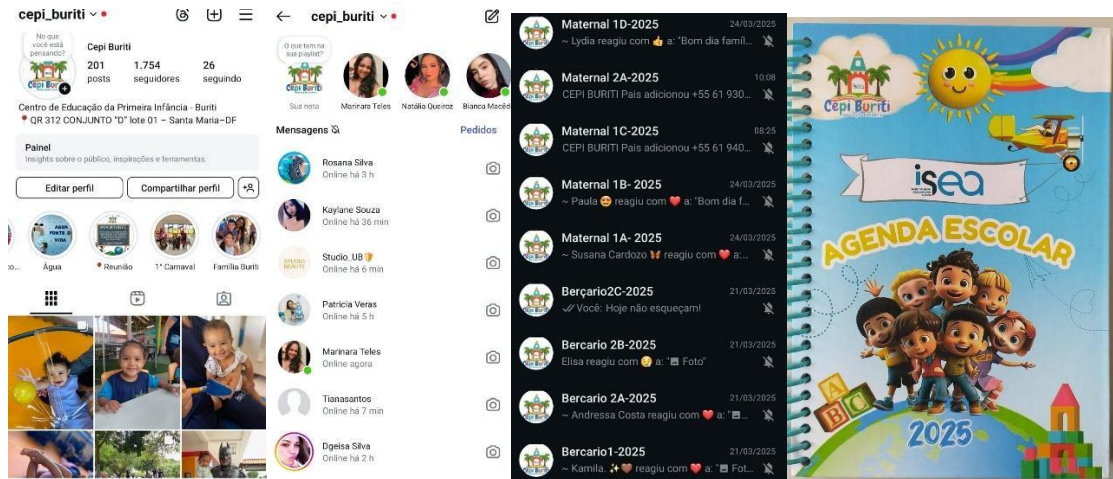 cepi_buriti
No que
você está
pensando?
Cepi Buriti
201 1.754 26
posts seguidores seguindo
Centro de Educação da Primeira Infância - Buriti
QR 312 CONJUNTO "D" lote 01 – Santa Maria–DF
Painel
Insights sobre o público, inspirações e ferramentas.
Editar perfil Compartilhar perfil
co... Água Reunião 1° Carnaval Família Buriti
cepi_buriti
O que tem na
sua playlist?
Cepi Buriti
Sua nota Marinara Teles Natália Queiroz Bianca Macêd
Mensagens Pedidos
Rosana Silva
Online há 3 h
Kaylane Souza
Online há 36 min
Studio_UB
Online há 6 min
Patricia Veras
Online há 5 h
Marinara Teles
Online agora
Tianasantos
Online há 7 min
Dgeisa Silva
Online há 2 h
Maternal 1D-2025 24/03/2025
~ Lydia reagiu com 👍 a: "Bom dia famíl...
Maternal 2A-2025 10:08
CEPI BURITI Pais adicionou +55 61 930...
Maternal 1C-2025 08:25
CEPI BURITI Pais adicionou +55 61 940...
Maternal 1B- 2025 24/03/2025
~ Paula 😍 reagiu com ❤️ a: "Bom dia f...
Maternal 1A- 2025 24/03/2025
~ Susana Cardozo 🦋 reagiu com ❤️ a:...
Berçario2C-2025 21/03/2025
Você: Hoje não esqueçam!
Bercario 2B-2025 21/03/2025
Elisa reagiu com 😢 a: "Foto"
Bercario 2A-2025 21/03/2025
~ Andressa Costa reagiu com ❤️ a: "...
Bercario1-2025 21/03/2025
~ Kamila. ✨🤎 reagiu com ❤️ a: "Fot...
Cepi Buriti
isea
AGENDA ESCOLAR
A
B C
2025